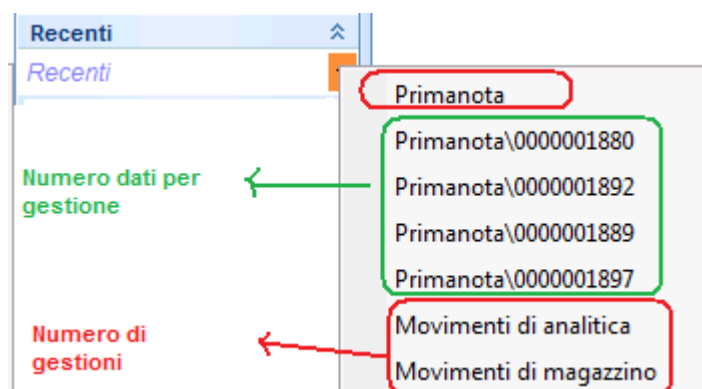 Recenti
Recenti
Primanota
Primanota\0000001880
Primanota\0000001892
Primanota\0000001889
Primanota\0000001897
Movimenti di analitica
Movimenti di magazzino
Numero dati per
gestione
Numero di
gestioni